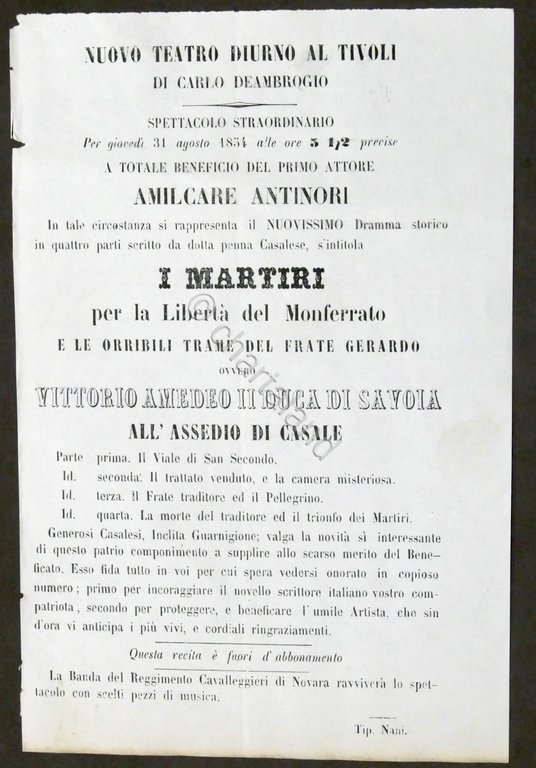 NUOVO TEATRO DIURNO AL TIVOLI
DI CARLO DEAMBROGIO
SPETTACOLO STRAORDINARIO
Per giovedì 31 agosto 1854 alle ore 5 1/2 precise
A TOTALE BENEFICIO DEL PRIMO ATTORE
AMILCARE ANTINORI
In tale circostanza si rappresenta il NUOVISSIMO Dramma storico
in quattro parti scritto da dotta penna Casalese, s'intitola
I MARTIRI
per la Libertà del Monferrato
E LE ORRIBILI TRAME DEL FRATE GERARDO
OVVERO
VITTORIO AMEDEO II DUCA DI SAVOIA
ALL'ASSEDIO DI CASALE
Parte prima. Il Viale di San Secondo.
Id. seconda. Il trattato venduto, e la camera misteriosa.
Id. terza. Il Frate traditore ed il Pellegrino.
Id. quarta. La morte del traditore ed il trionfo dei Martiri.
Generosi Casalesi, Inclita Guarnigione; valga la novità sì interessante
di questo patrio componimento a supplire allo scarso merito del Bene-
ficato. Esso fida tutto in voi per cui spera vedersi onorato in copioso
numero; primo per incoraggiare il novello scrittore italiano vostro com-
patriota, secondo per proteggere, e beneficare l'umile Artista, che sin
d'ora vi anticipa i più vivi, e cordiali ringraziamenti.
Questa recita è fuori d'abbonamento
La Banda del Reggimento Cavalleggieri di Novara ravviverà lo spet-
tacolo con scelti pezzi di musica.
Tip. Nani.
© chartaland